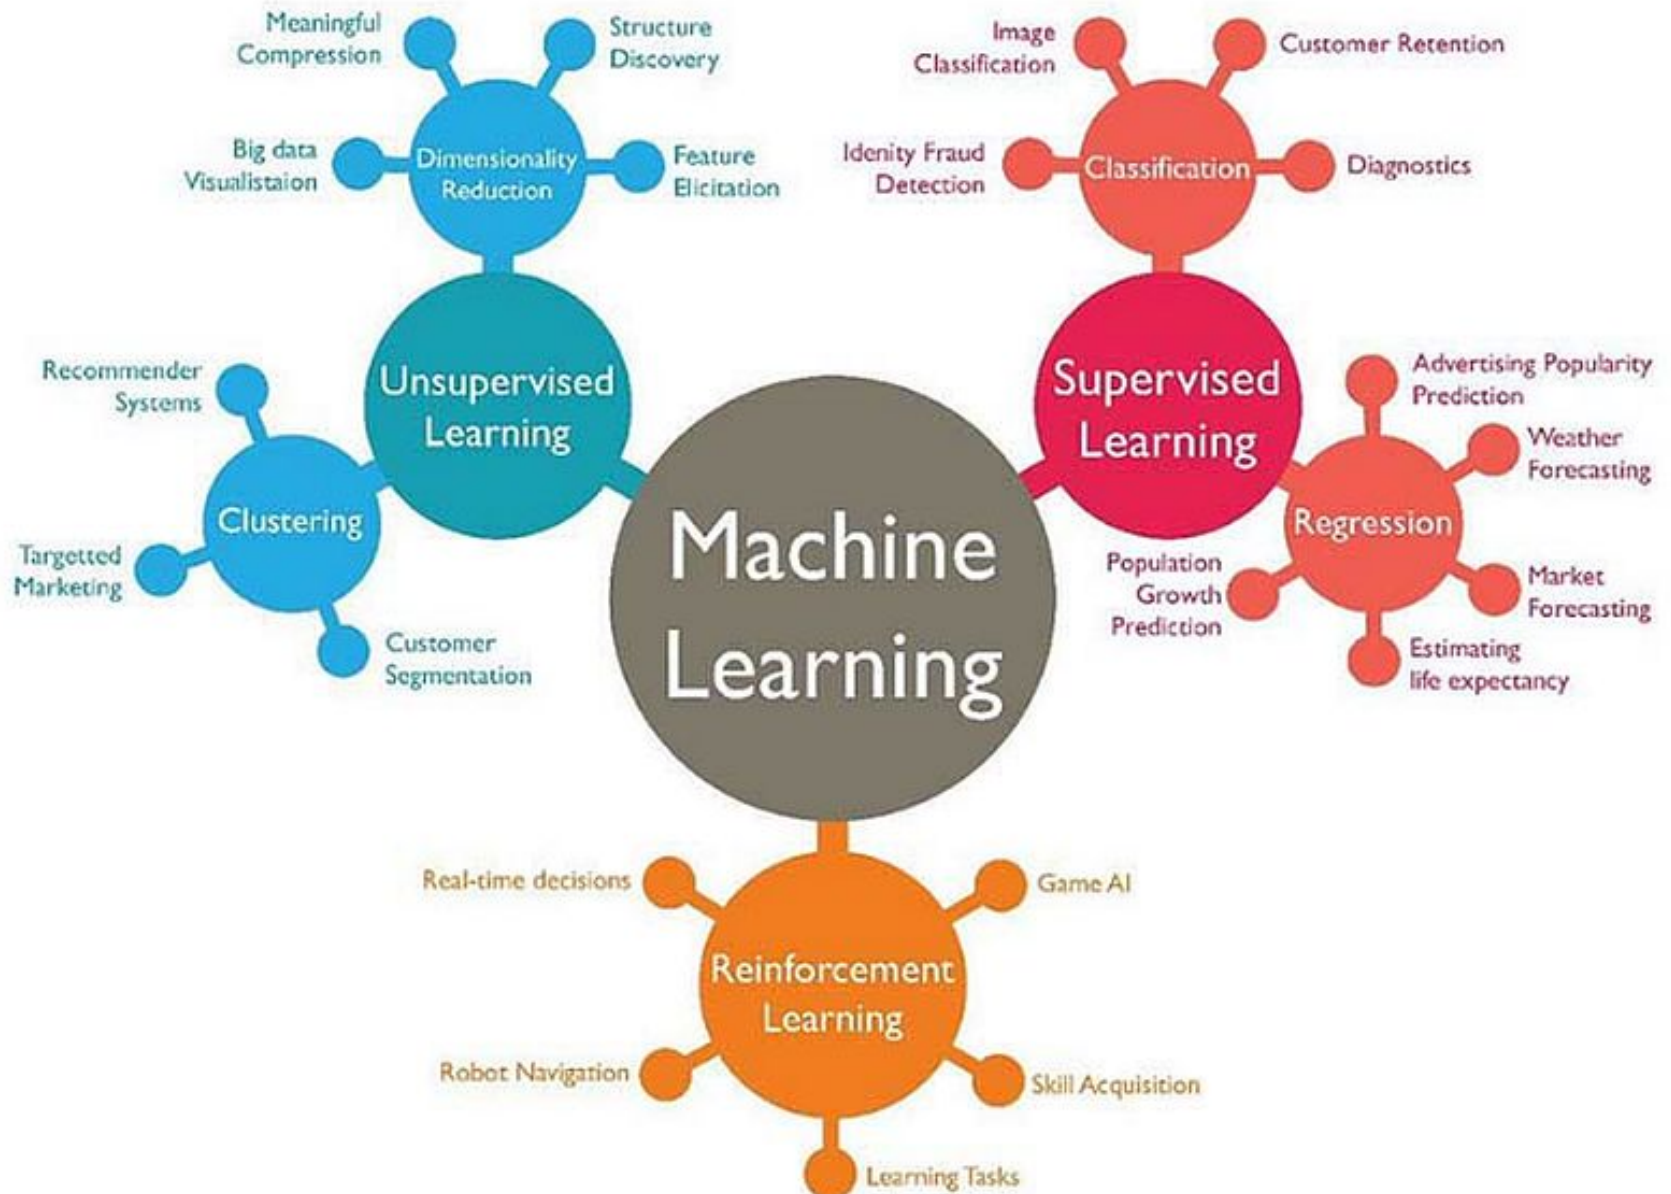 Meaningful
Compression
Structure
Discovery
Big data
Visualistaion
Dimensionality
Reduction
Feature
Elicitation
Image
Classification
Customer Retention
Idenity Fraud
Detection
Classification
Diagnostics
Recommender
Systems
Unsupervised
Learning
Clustering
Targetted
Marketing
Customer
Segmentation
Supervised
Learning
Advertising Popularity
Prediction
Weather
Forecasting
Regression
Population
Growth
Prediction
Market
Forecasting
Estimating
life expectancy
Machine
Learning
Real-time decisions
Game AI
Reinforcement
Learning
Robot Navigation
Skill Acquisition
Learning Tasks